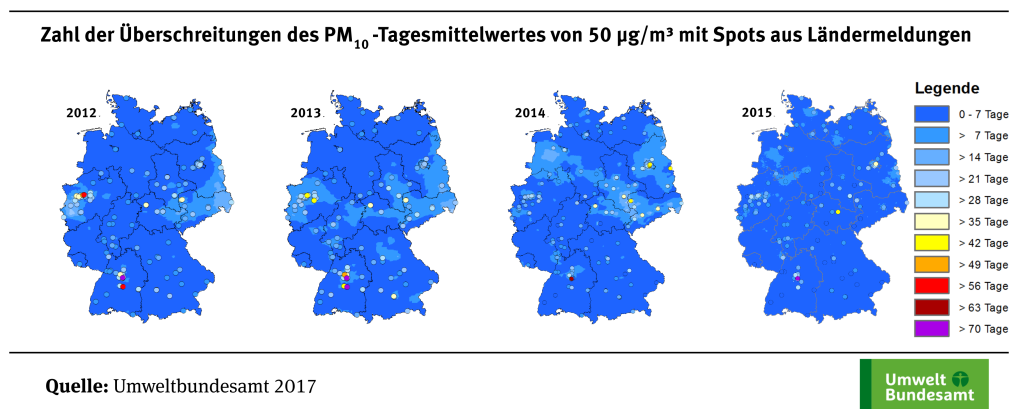 Zahl der Überschreitungen des PM₁₀-Tagesmittelwertes von 50 µg/m³ mit Spots aus Ländermeldungen
2012
2013
2014
2015
Legende
0 - 7 Tage
> 7 Tage
> 14 Tage
> 21 Tage
> 28 Tage
> 35 Tage
> 42 Tage
> 49 Tage
> 56 Tage
> 63 Tage
> 70 Tage
Quelle: Umweltbundesamt 2017
Umwelt
Bundesamt